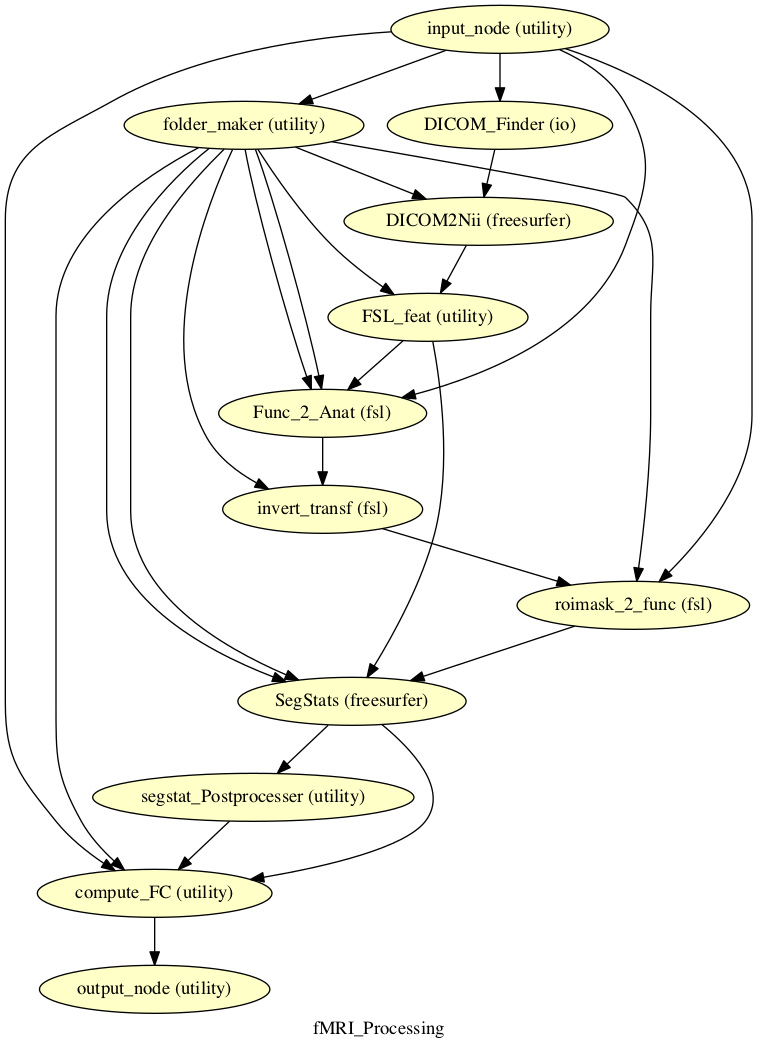 input_node (utility)
folder_maker (utility)
DICOM_Finder (io)
DICOM2Nii (freesurfer)
FSL_feat (utility)
Func_2_Anat (fsl)
invert_transf (fsl)
roimask_2_func (fsl)
SegStats (freesurfer)
segstat_Postprocesser (utility)
compute_FC (utility)
output_node (utility)
fMRI_Processing